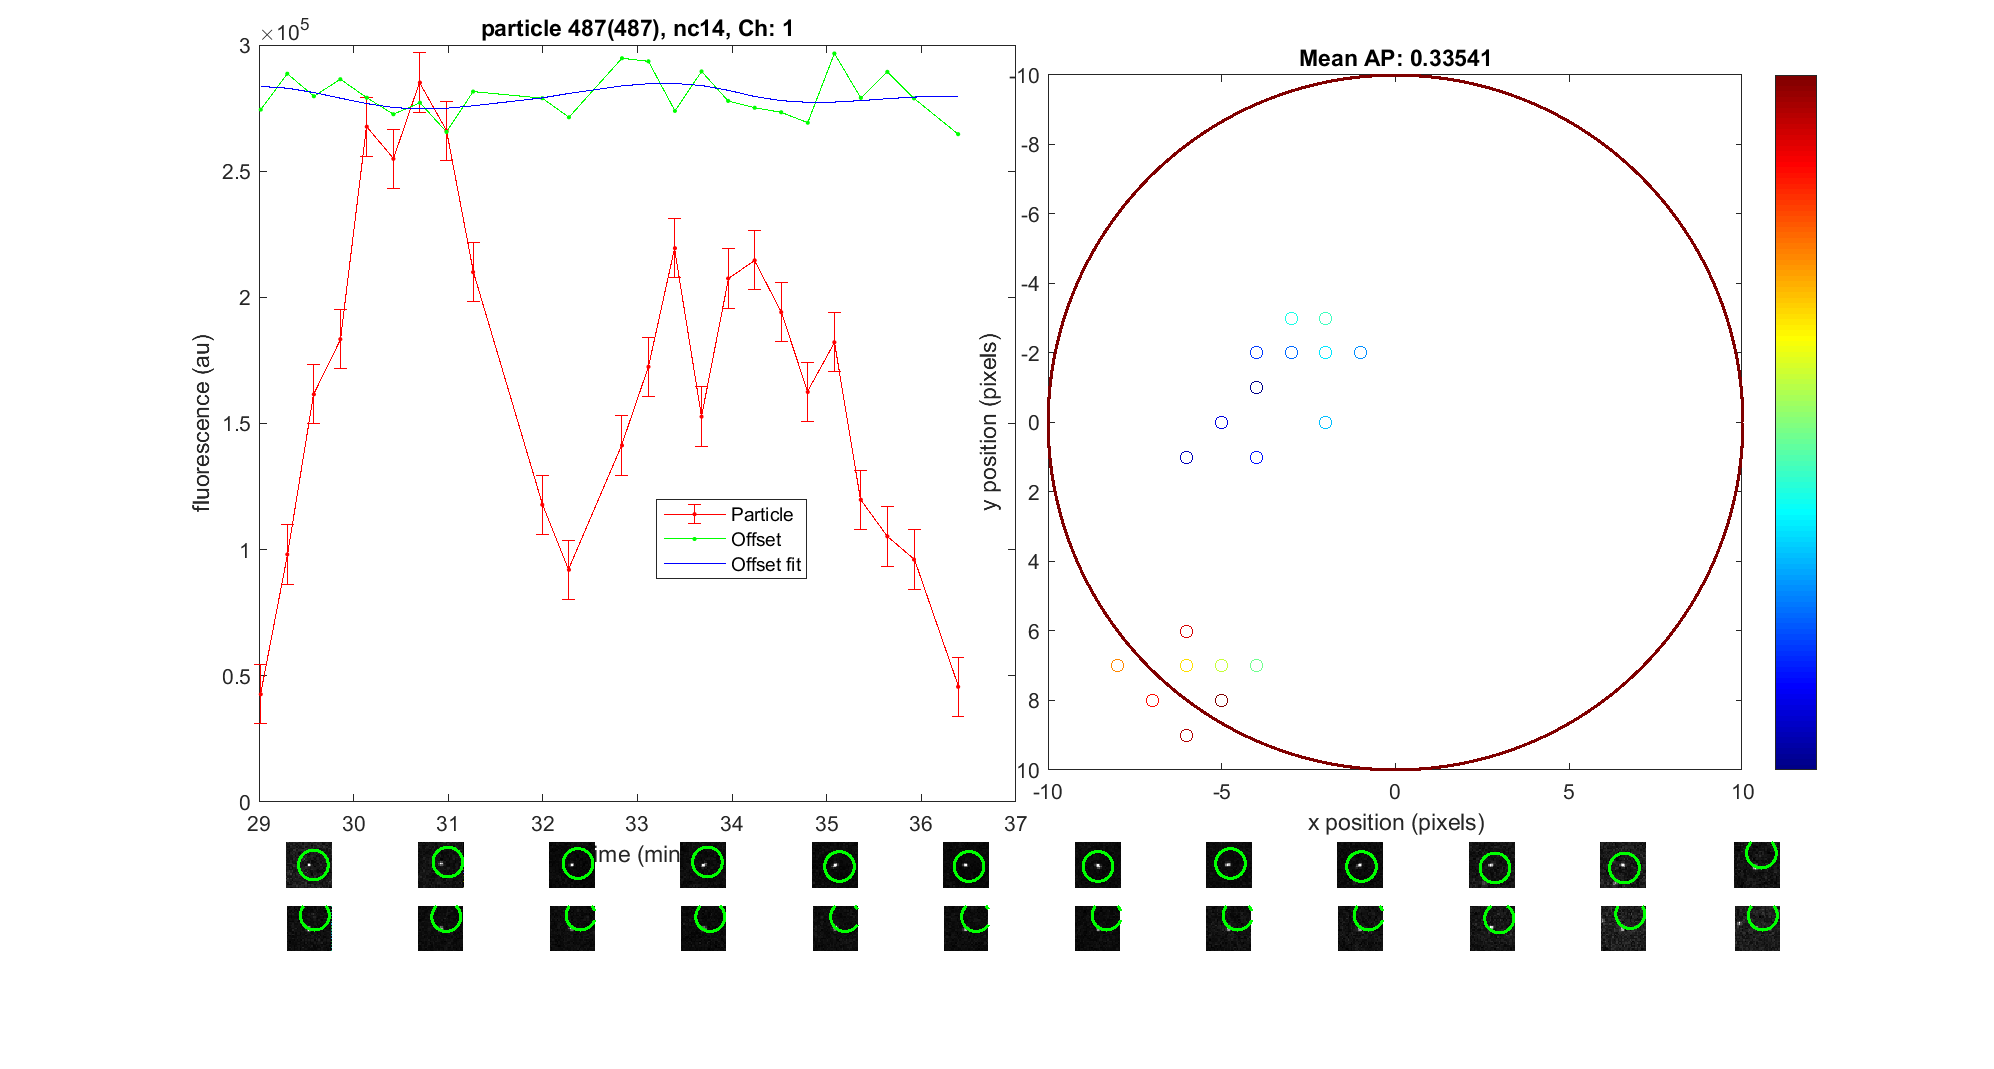 particle 487(487), nc14, Ch: 1
×10^5
3
2.5
2
1.5
1
0.5
0
fluorescence (au)
29 30 31 32 33 34 35 36 37
ime (min
Particle
Offset
Offset fit
Mean AP: 0.33541
-10
-8
-6
-4
-2
0
2
4
6
8
10
y position (pixels)
-10 -5 0 5 10
x position (pixels)